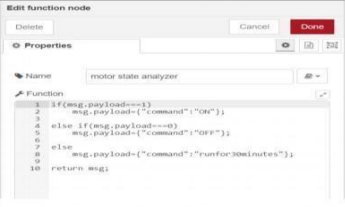 Edit function node
Delete
Cancel
Done
Properties
Name
motor state analyzer
Function
1 if(msg.payload===1)
2 msg.payload={"command":"ON"};
3
4 else if(msg.payload===0)
5 msg.payload={"command":"OFF"};
6
7 else
8 msg.payload={"command":"runfor30minutes"};
9
10 return msg;